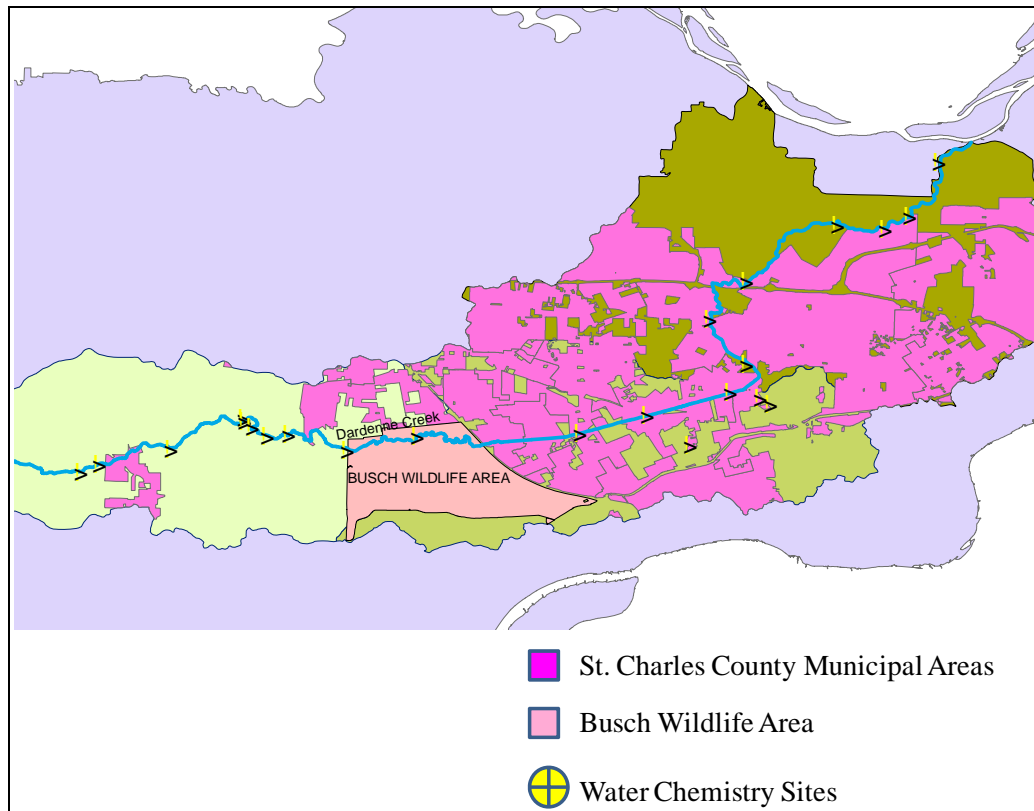 Dardenne Creek
BUSCH WILDLIFE AREA
St. Charles County Municipal Areas
Busch Wildlife Area
Water Chemistry Sites